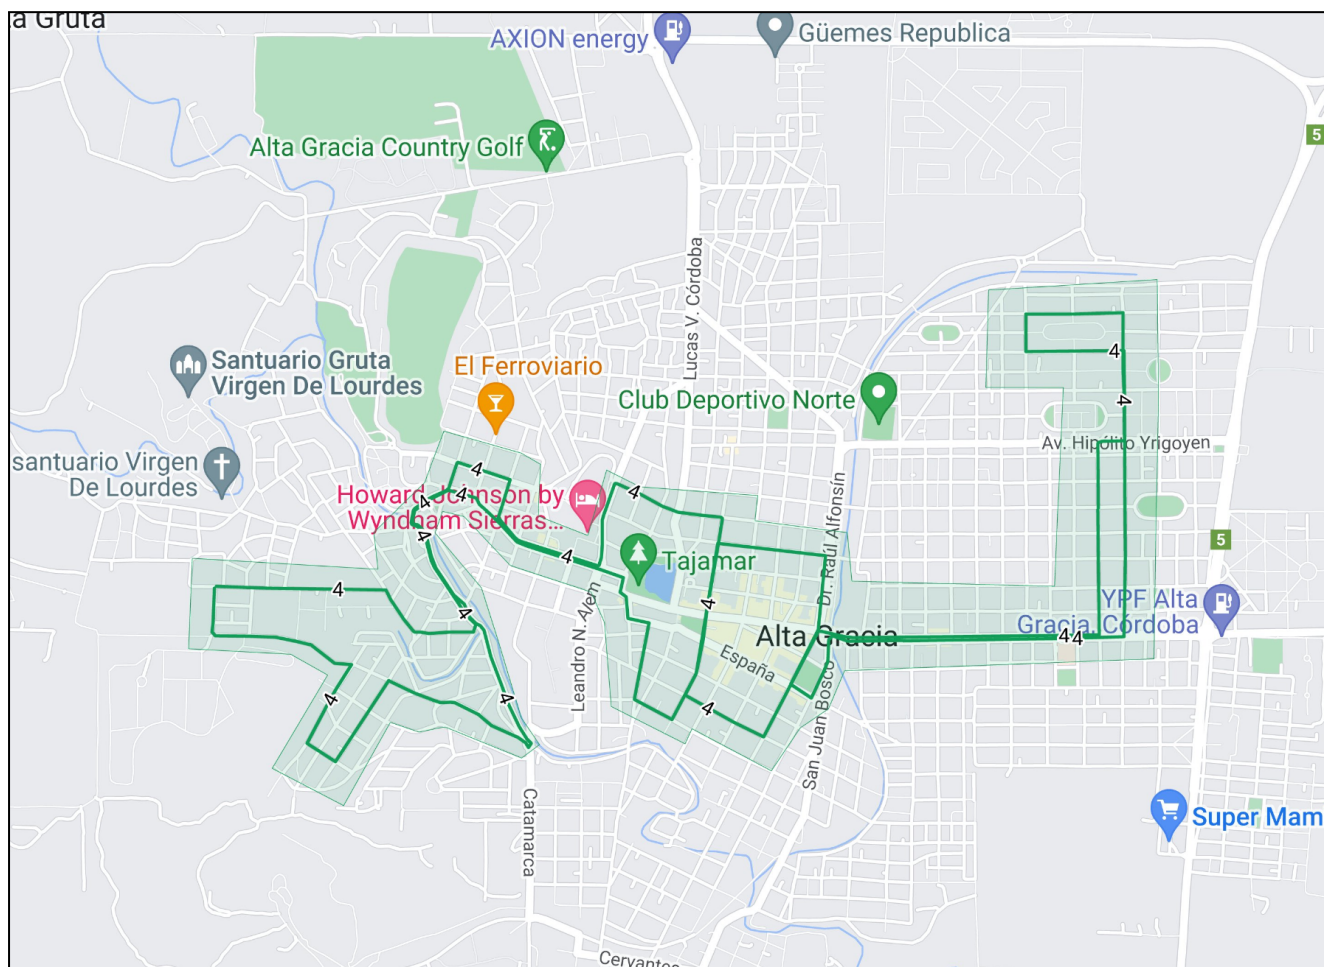 a Gruta
AXION energy
Güemes Republica
5
Alta Gracia Country Golf
Lucas V. Córdoba
Santuario Gruta
Virgen De Lourdes
El Ferroviario
Club Deportivo Norte
4
4
Av. Hipólito Yrigoyen
santuario Virgen
De Lourdes
4
4
4
4
Howard Johnson by
Wyndham Sierras...
4
Dr. Raúl Alfonsín
5
4
Tajamar
4
4
4
Leandro N. Alem
4
YPF Alta
Gracia, Córdoba
Alta Gracia
4
4
España
4
4
4
San Juan Bosco
Catamarca
Super Mam
Cervantes